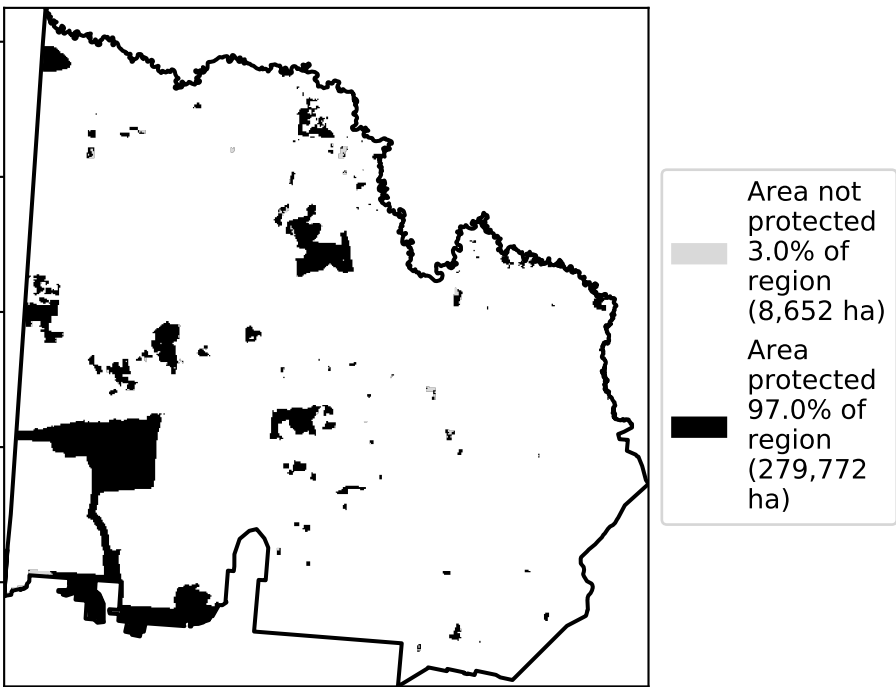 Area not
protected
3.0% of
region
(8,652 ha)
Area
protected
97.0% of
region
(279,772
ha)